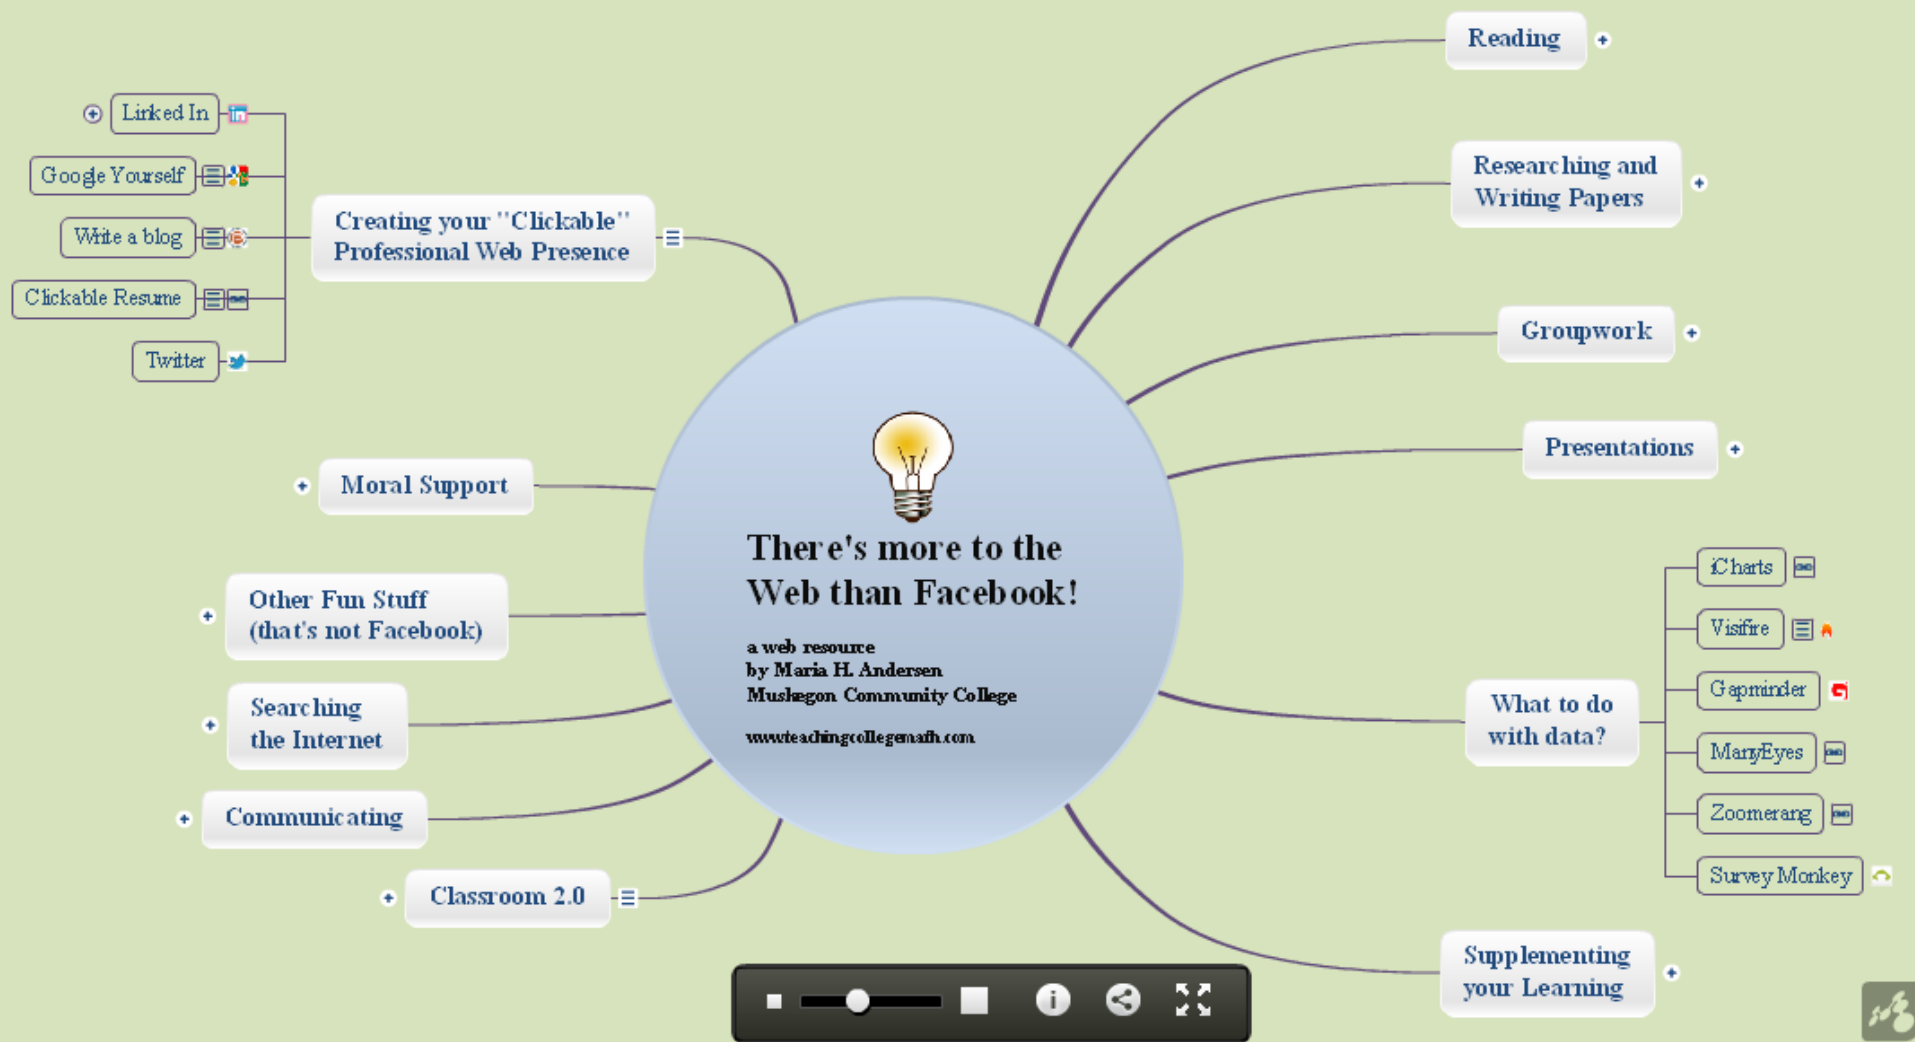 There's more to the
Web than Facebook!
a web resource
by Maria H. Andersen
Muskegon Community College
www.teachingcollegemath.com
Reading
Researching and
Writing Papers
Groupwork
Presentations
What to do
with data?
iCharts
Visifire
Gapminder
ManyEyes
Zoomerang
Survey Monkey
Supplementing
your Learning
Creating your "Clickable"
Professional Web Presence
Linked In
Google Yourself
Write a blog
Clickable Resume
Twitter
Moral Support
Other Fun Stuff
(that's not Facebook)
Searching
the Internet
Communicating
Classroom 2.0